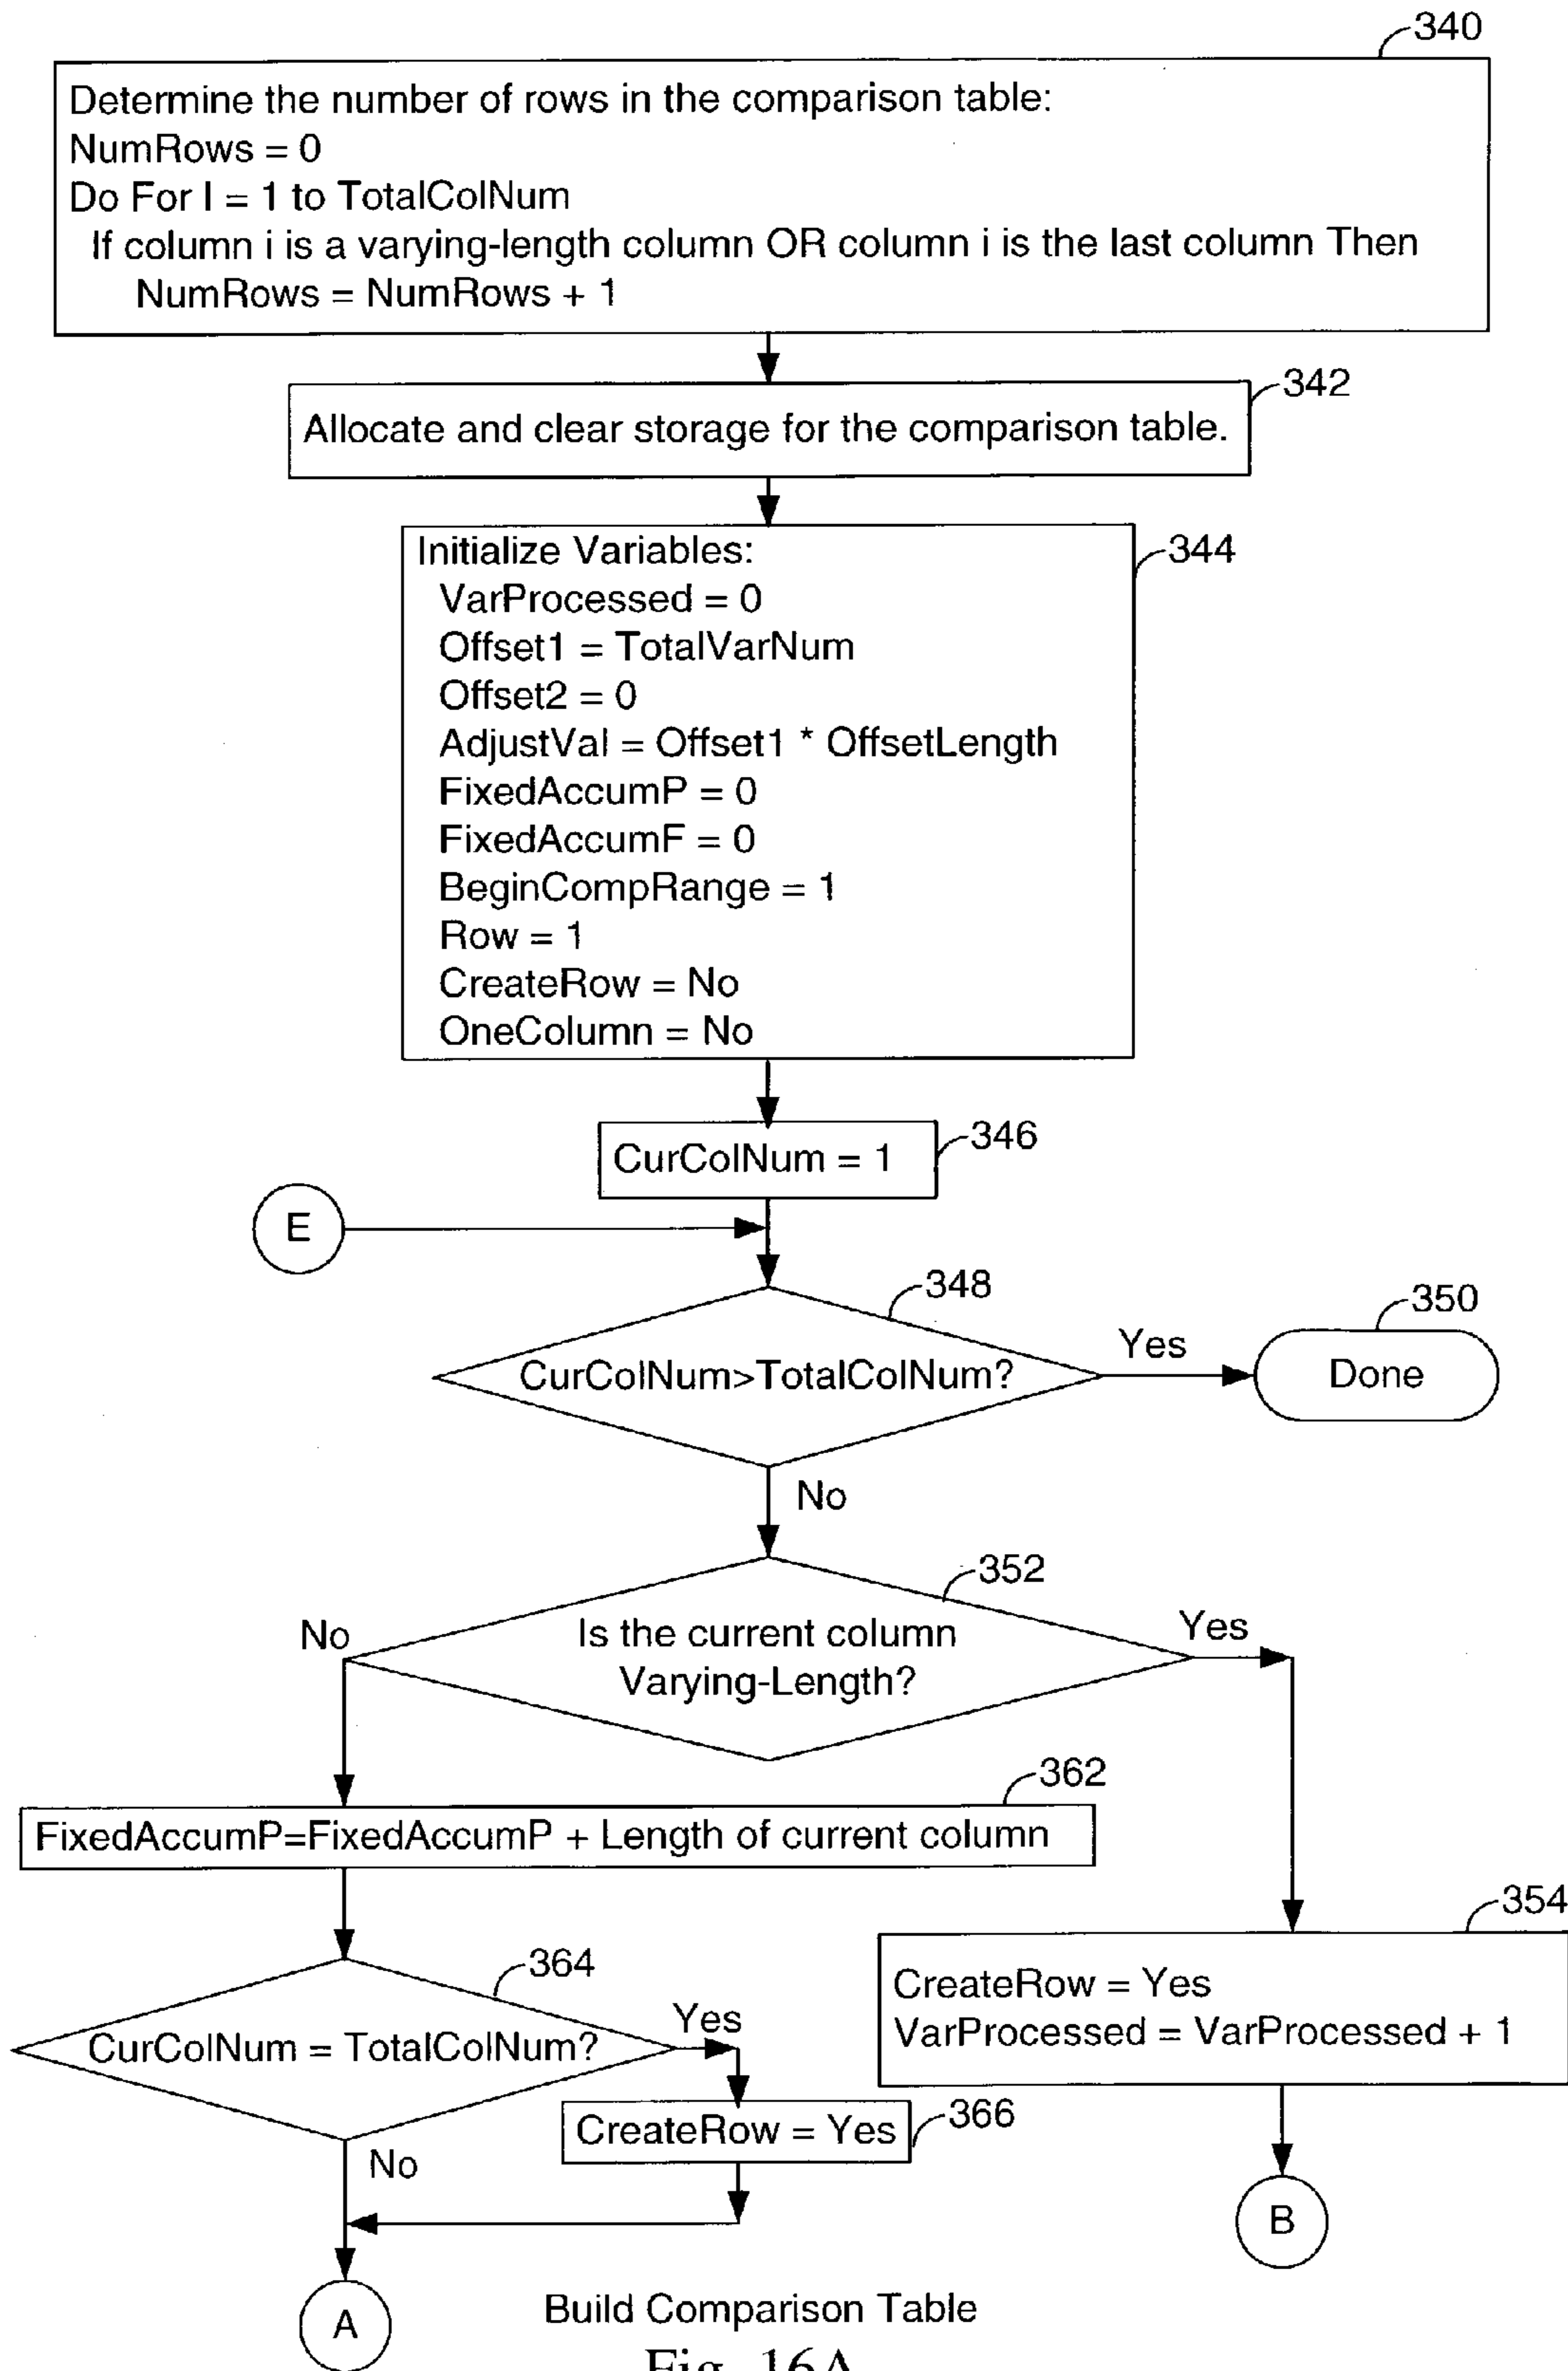 340
Determine the number of rows in the comparison table:
NumRows = 0
Do For I = 1 to TotalColNum
If column i is a varying-length column OR column i is the last column Then
NumRows = NumRows + 1
342
Allocate and clear storage for the comparison table.
344
Initialize Variables:
VarProcessed = 0
Offset1 = TotalVarNum
Offset2 = 0
AdjustVal = Offset1 * OffsetLength
FixedAccumP = 0
FixedAccumF = 0
BeginCompRange = 1
Row = 1
CreateRow = No
OneColumn = No
346
CurColNum = 1
E
348
CurColNum>TotalColNum?
Yes
350
Done
No
352
Is the current column
Varying-Length?
No
Yes
362
FixedAccumP=FixedAccumP + Length of current column
354
CreateRow = Yes
VarProcessed = VarProcessed + 1
364
CurColNum = TotalColNum?
Yes
366
CreateRow = Yes
No
B
A
Build Comparison Table
Fig. 16A